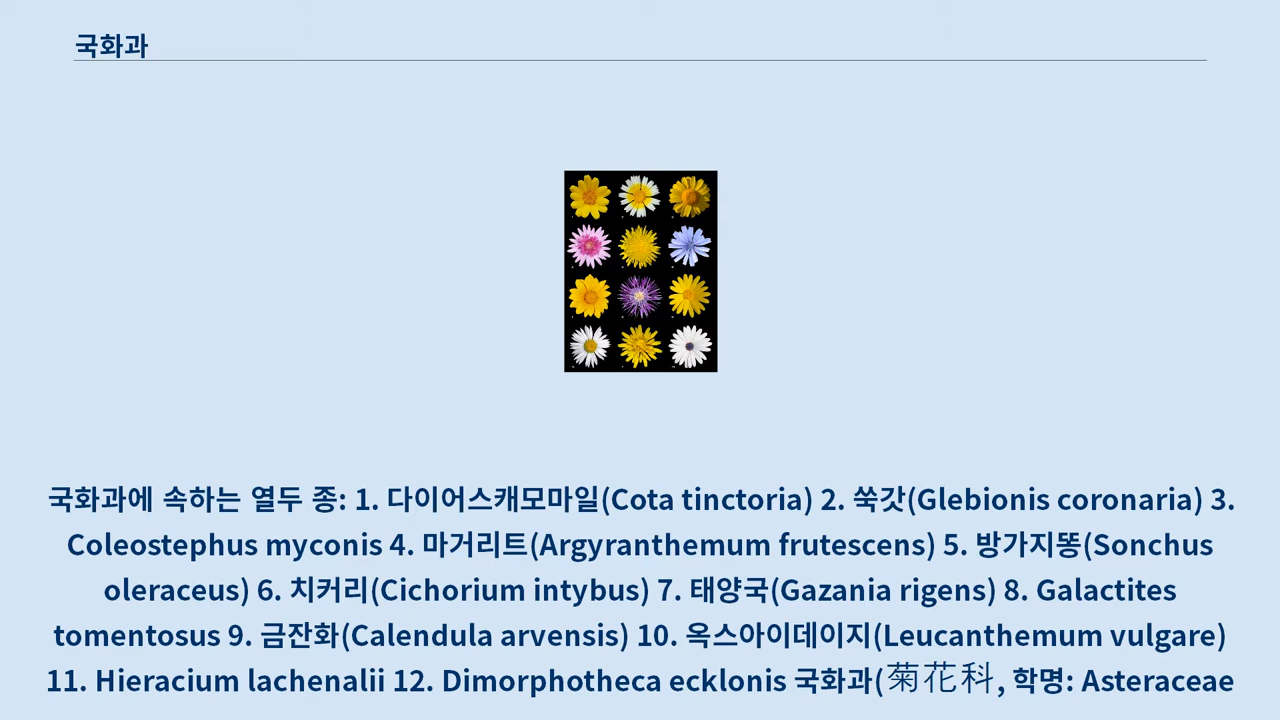 국화과
국화과에 속하는 열두 종: 1. 다이어스캐모마일(Cota tinctoria) 2. 쑥갓(Glebionis coronaria) 3.
Coleostephus myconis 4. 마거리트(Argyranthemum frutescens) 5. 방가지똥(Sonchus
oleraceus) 6. 치커리(Cichorium intybus) 7. 태양국(Gazania rigens) 8. Galactites
tomentosus 9. 금잔화(Calendula arvensis) 10. 옥스아이데이지(Leucanthemum vulgare)
11. Hieracium lachenalii 12. Dimorphotheca ecklonis 국화과(菊花科, 학명: Asteraceae